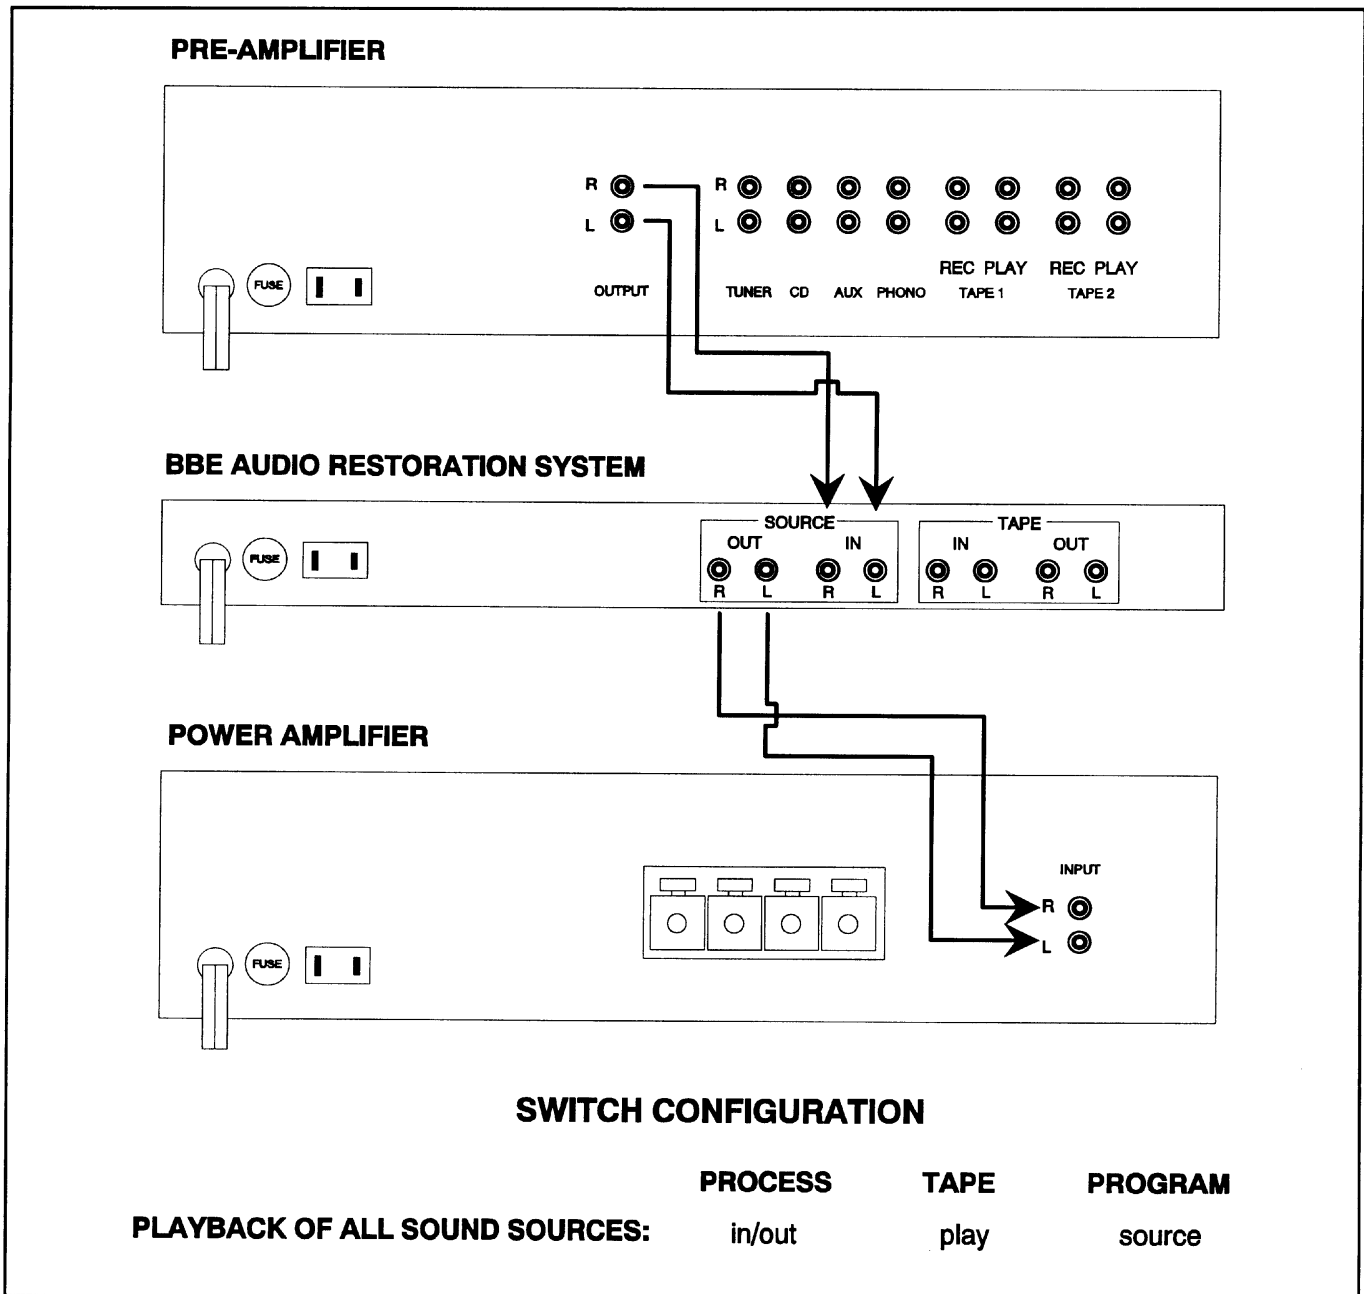 PRE-AMPLIFIER
R R
L L
REC PLAY REC PLAY
FUSE OUTPUT TUNER CD AUX PHONO TAPE 1 TAPE 2
BBE AUDIO RESTORATION SYSTEM
SOURCE TAPE
OUT IN IN OUT
FUSE
R L R L R L R L
POWER AMPLIFIER
INPUT
R
L
FUSE
SWITCH CONFIGURATION
PROCESS TAPE PROGRAM
PLAYBACK OF ALL SOUND SOURCES: in/out play source